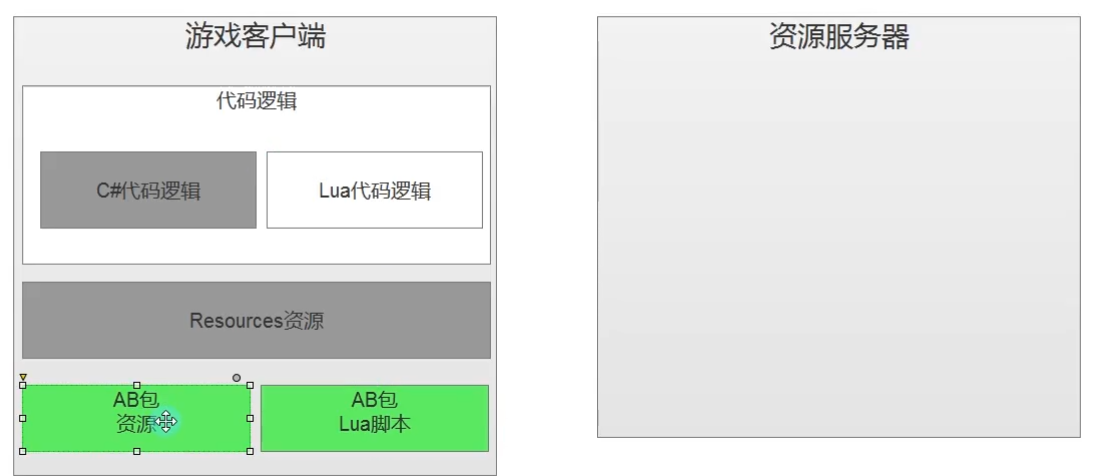 游戏客户端
资源服务器
代码逻辑
C#代码逻辑
Lua代码逻辑
Resources资源
AB包
资源
AB包
Lua脚本